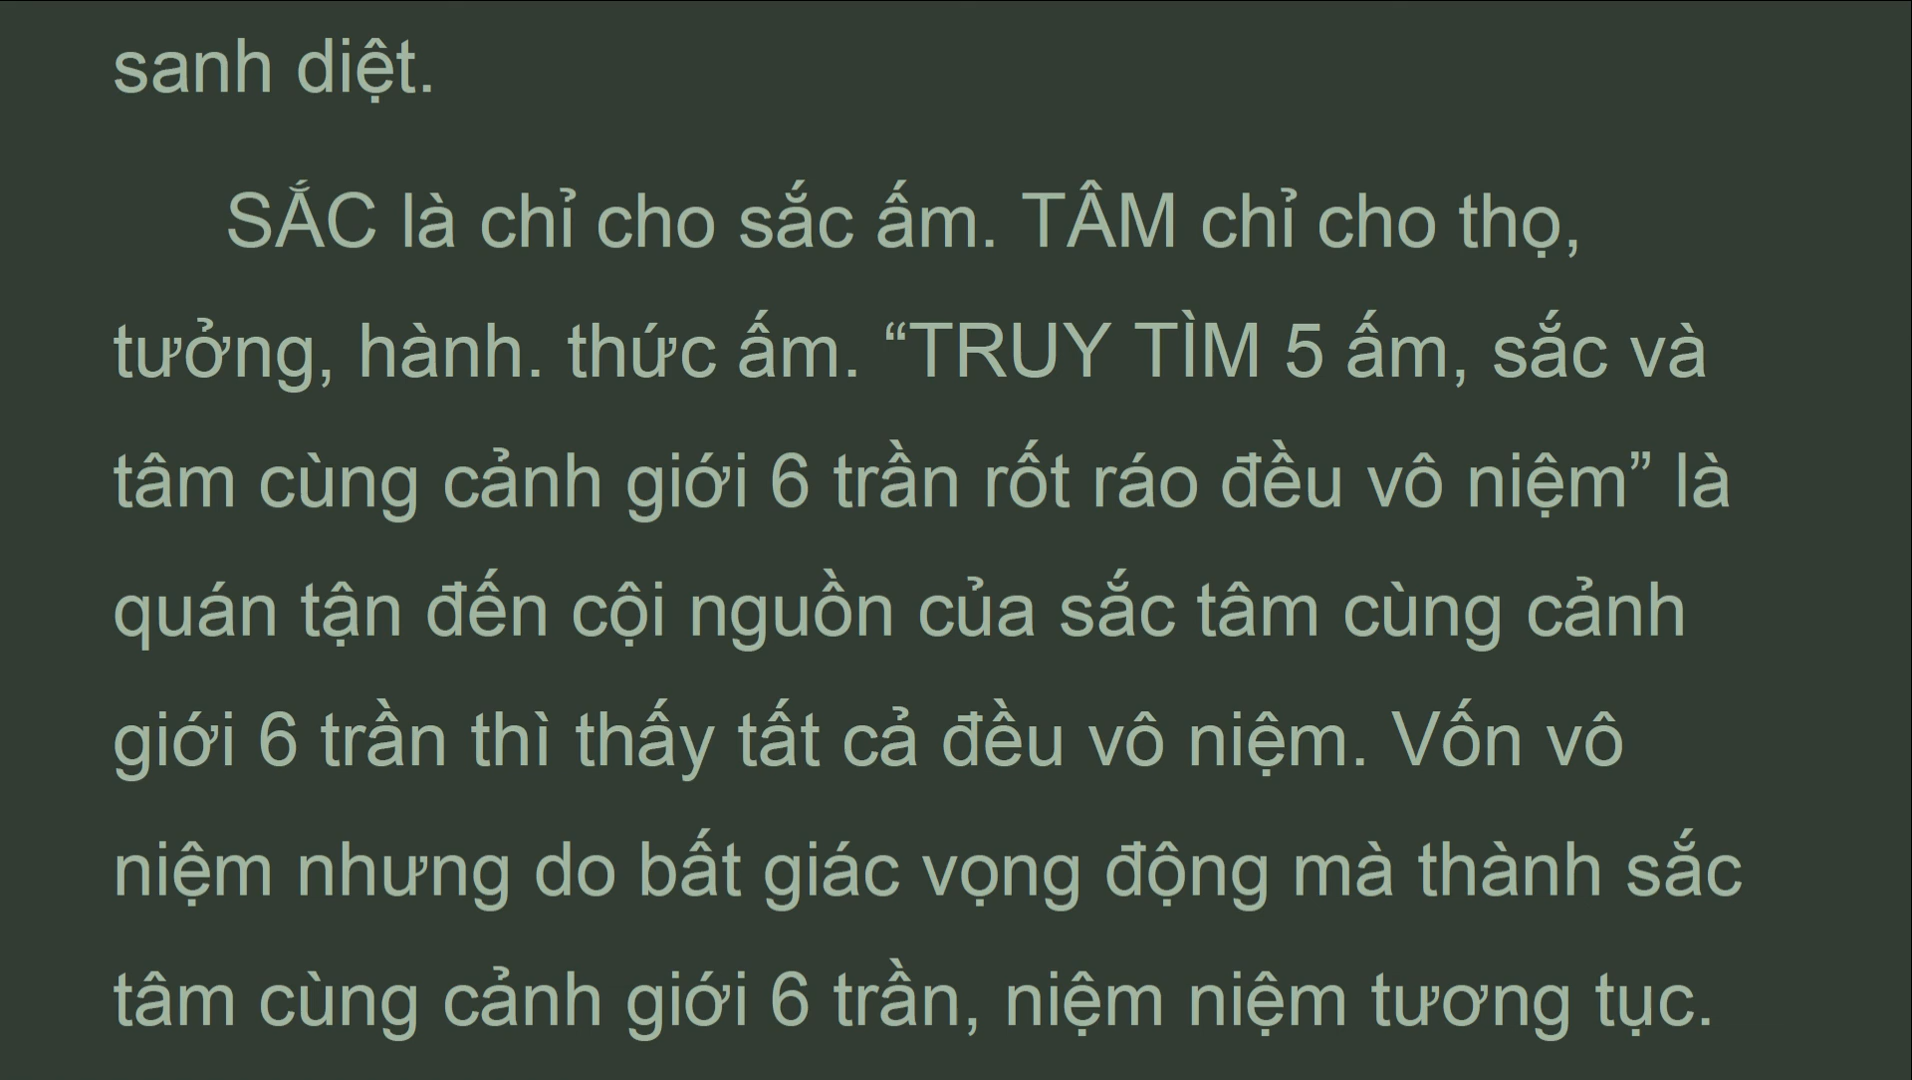 sanh diệt.
SẮC là chỉ cho sắc ấm. TÂM chỉ cho thọ,
tưởng, hành. thức ấm. “TRUY TÌM 5 ấm, sắc và
tâm cùng cảnh giới 6 trần rốt ráo đều vô niệm” là
quán tận đến cội nguồn của sắc tâm cùng cảnh
giới 6 trần thì thấy tất cả đều vô niệm. Vốn vô
niệm nhưng do bất giác vọng động mà thành sắc
tâm cùng cảnh giới 6 trần, niệm niệm tương tục.